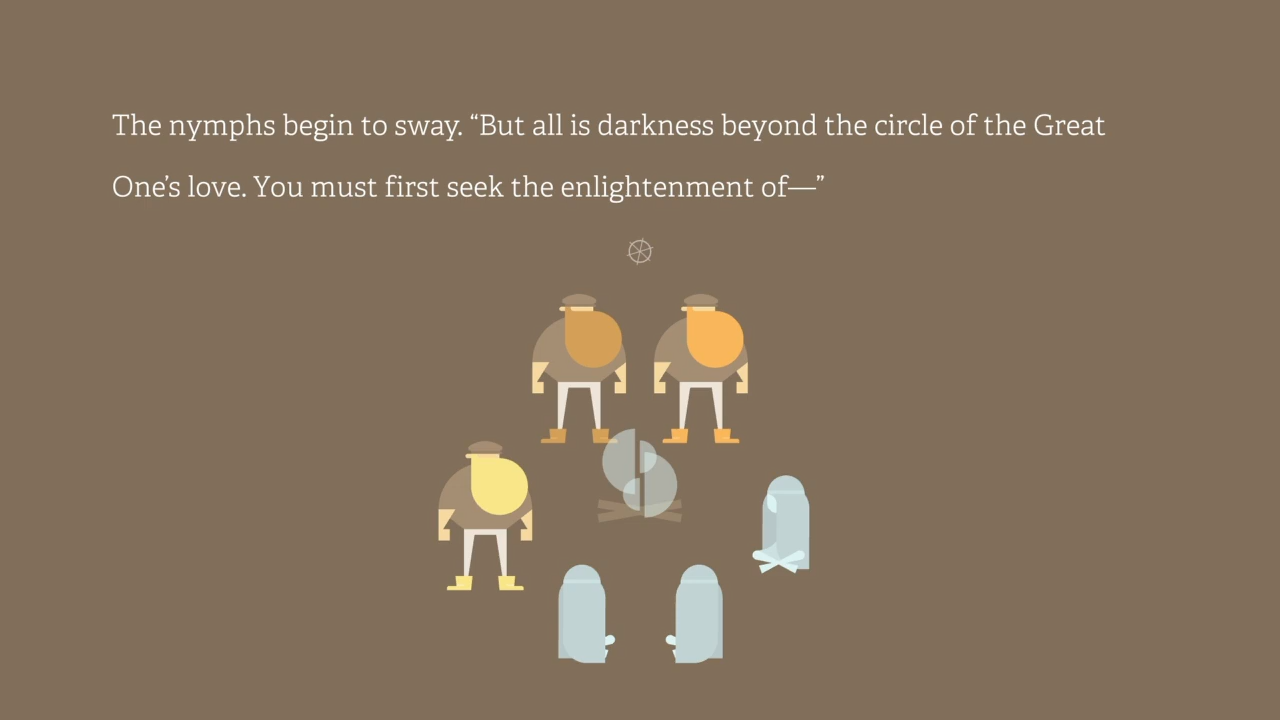 The nymphs begin to sway. “But all is darkness beyond the circle of the Great
One’s love. You must first seek the enlightenment of—”